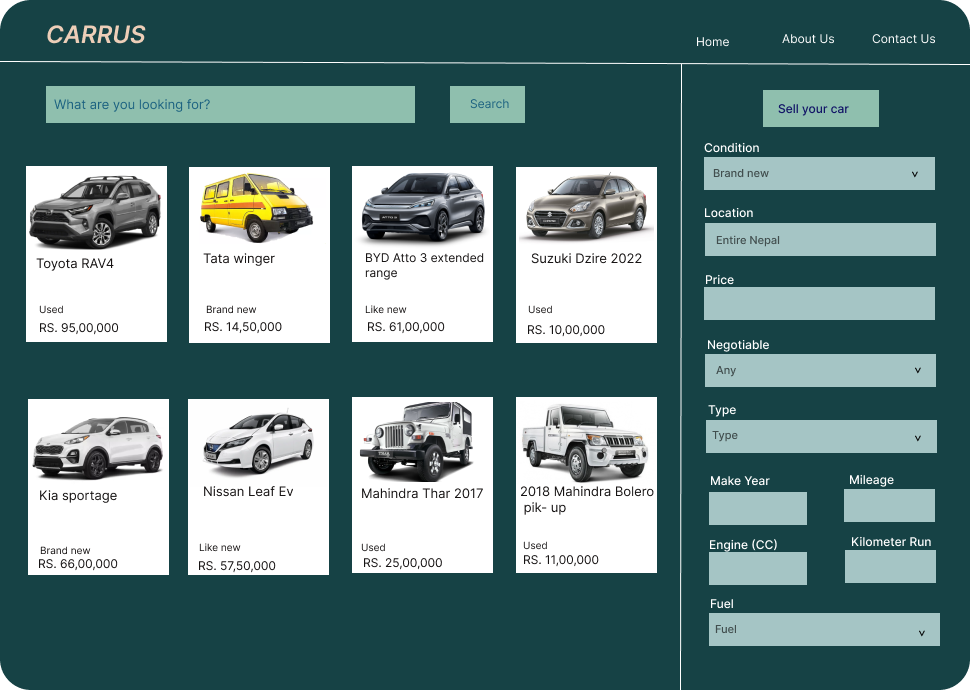 CARRUS
Home
About Us
Contact Us
What are you looking for?
Search
Toyota RAV4
Used
RS. 95,00,000
Tata winger
Brand new
RS. 14,50,000
BYD Atto 3 extended
range
Like new
RS. 61,00,000
Suzuki Dzire 2022
Used
RS. 10,00,000
Kia sportage
Brand new
RS. 66,00,000
Nissan Leaf Ev
Like new
RS. 57,50,000
Mahindra Thar 2017
Used
RS. 25,00,000
2018 Mahindra Bolero
pik- up
Used
RS. 11,00,000
Sell your car
Condition
Brand new
Location
Entire Nepal
Price
Negotiable
Any
Type
Type
Make Year
Mileage
Engine (CC)
Kilometer Run
Fuel
Fuel